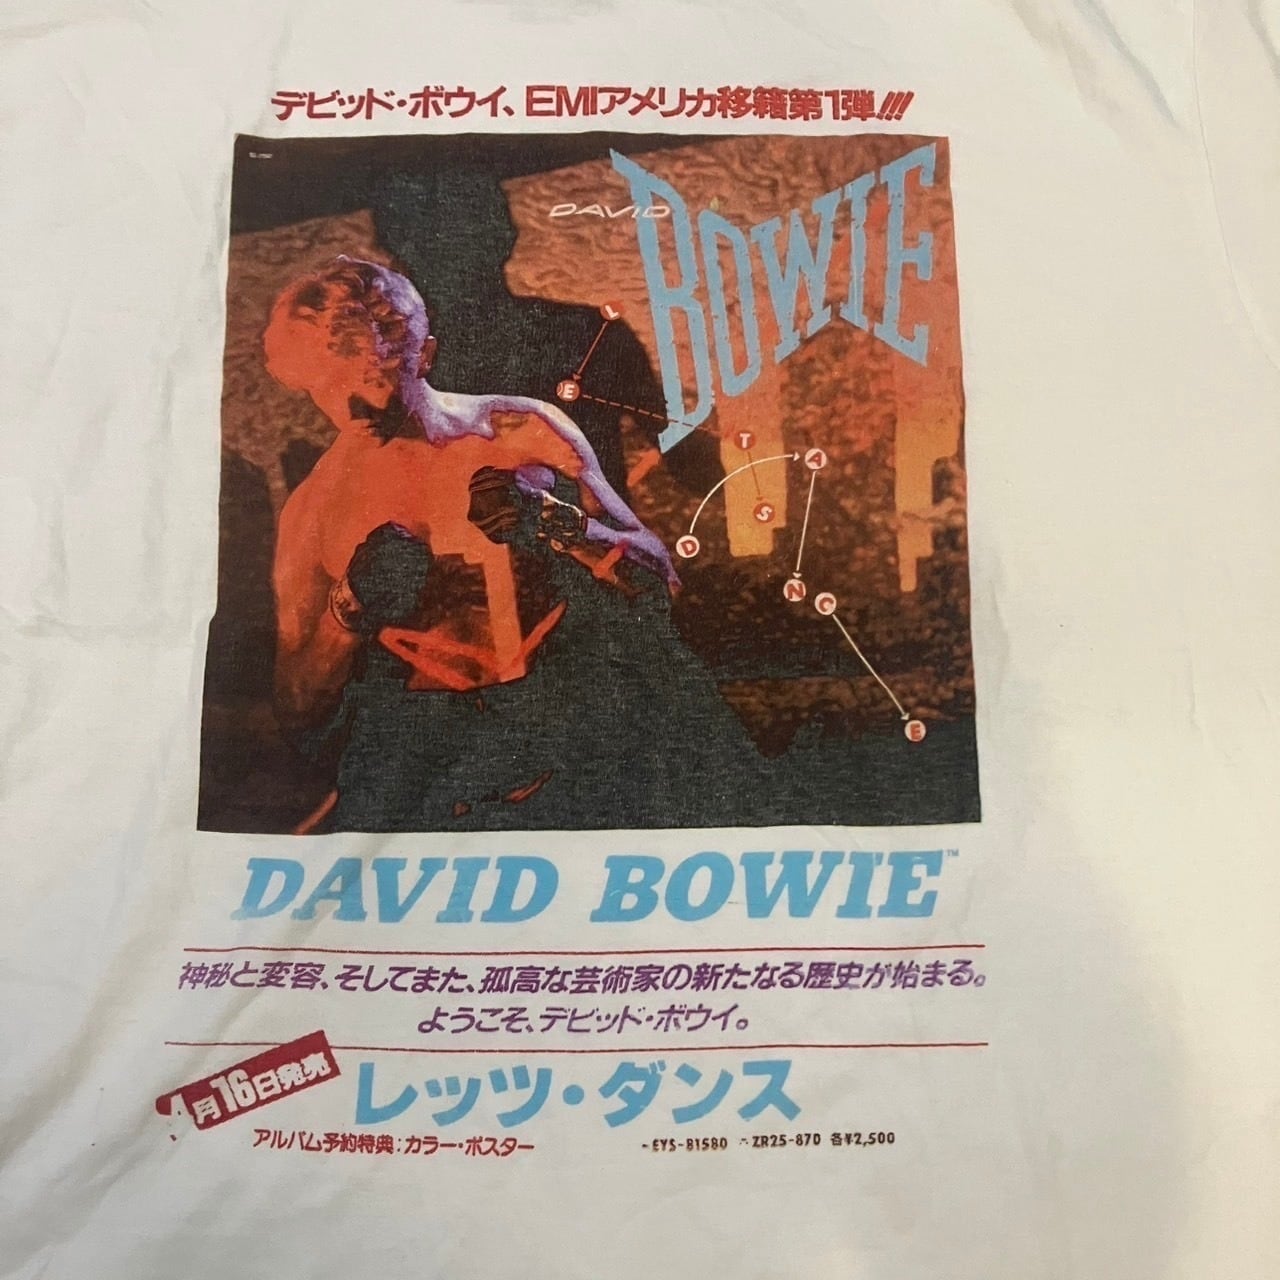 デビッド・ボウイ、EMIアメリカ移籍第1弾!!!
DAVID
BOWIE
L
E
T
S
D
A
N
C
E
DAVID BOWIE™
神秘と変容、そしてまた、孤高な芸術家の新たなる歴史が始まる。
ようこそ、デビッド・ボウイ。
4月16日発売
レッツ・ダンス
アルバム予約特典:カラー・ポスター
EYS-81580 ZR25-870 各¥2,500